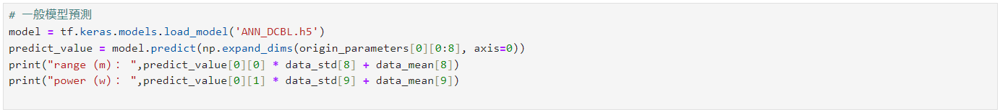 # 一般模型預測
model = tf.keras.models.load_model('ANN_DCBL.h5')
predict_value = model.predict(np.expand_dims(origin_parameters[0][0:8], axis=0))
print("range (m)： ",predict_value[0][0] * data_std[8] + data_mean[8])
print("power (w)： ",predict_value[0][1] * data_std[9] + data_mean[9])